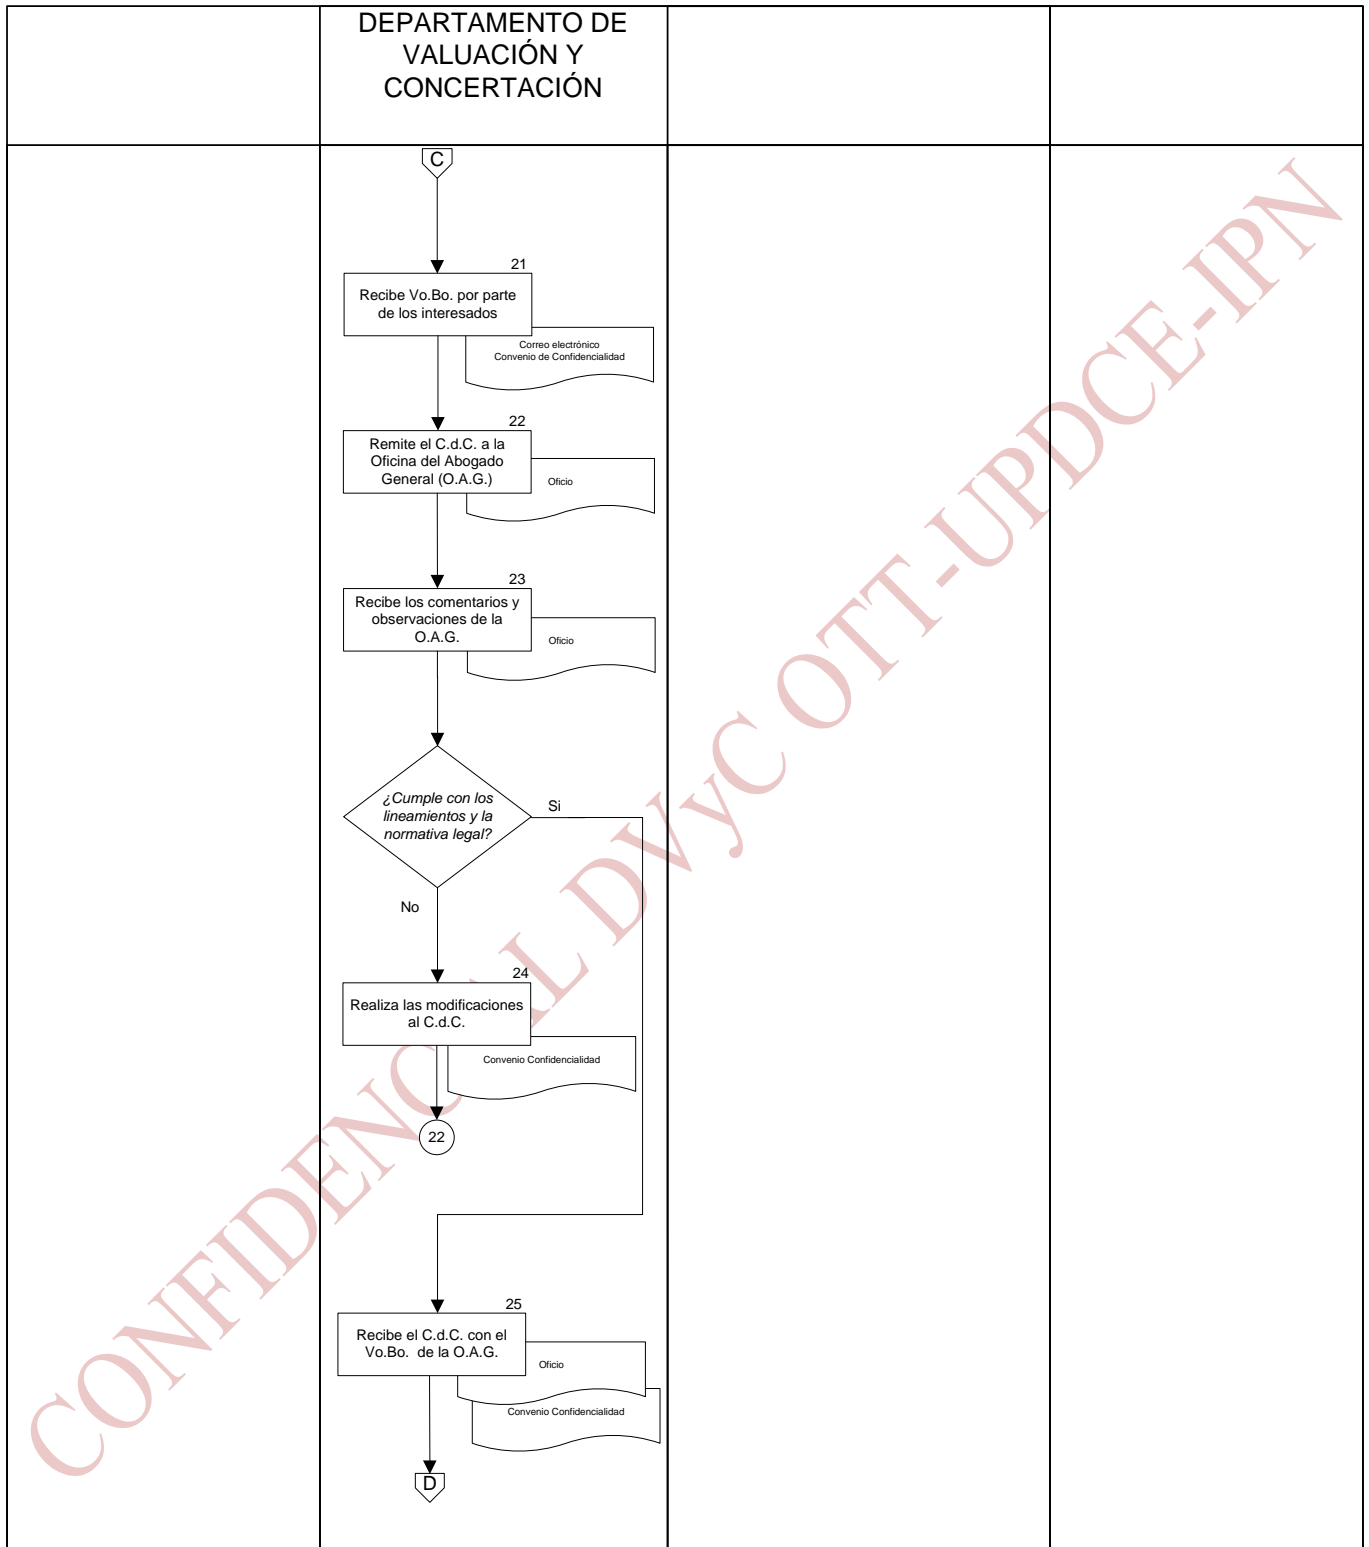 DEPARTAMENTO DE
VALUACIÓN Y
CONCERTACIÓN
C
21
Recibe Vo.Bo. por parte
de los interesados
Correo electrónico
Convenio de Confidencialidad
22
Remite el C.d.C. a la
Oficina del Abogado
General (O.A.G.)
Oficio
23
Recibe los comentarios y
observaciones de la
O.A.G.
Oficio
¿Cumple con los
lineamientos y la
normativa legal?
Si
No
24
Realiza las modificaciones
al C.d.C.
Convenio Confidencialidad
22
25
Recibe el C.d.C. con el
Vo.Bo. de la O.A.G.
Oficio
Convenio Confidencialidad
D
CONFIDENCIAL DVyC OTT-UPDCE-IPN